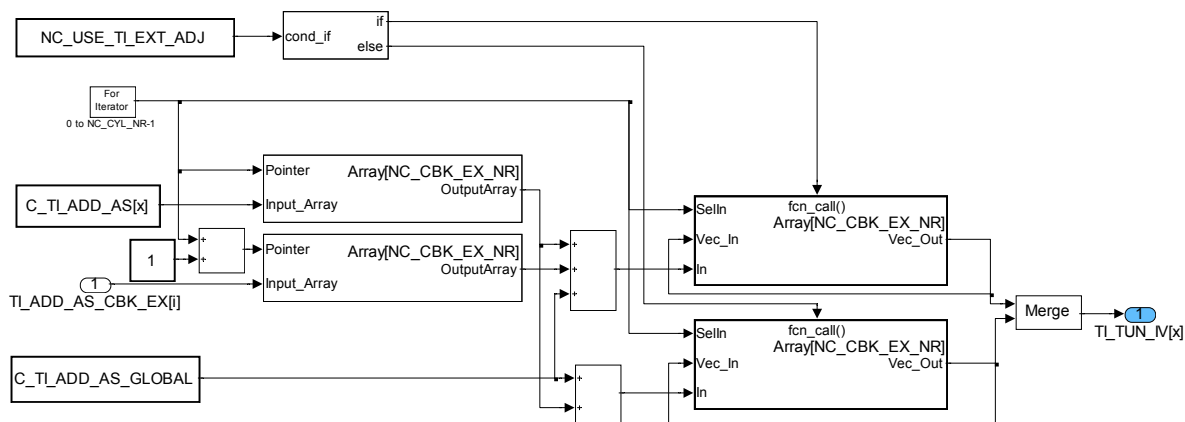 NC_USE_TI_EXT_ADJ
cond_if
if
else
For
Iterator
0 to NC_CYL_NR-1
C_TI_ADD_AS[x]
Pointer
Input_Array
Array[NC_CBK_EX_NR]
OutputArray
+
+
1
Pointer
Input_Array
Array[NC_CBK_EX_NR]
OutputArray
1
TI_ADD_AS_CBK_EX[i]
+
+
+
SelIn
Vec_In
In
fcn_call()
Array[NC_CBK_EX_NR]
Vec_Out
Merge
1
TI_TUN_IV[x]
C_TI_ADD_AS_GLOBAL
+
+
SelIn
Vec_In
In
fcn_call()
Array[NC_CBK_EX_NR]
Vec_Out